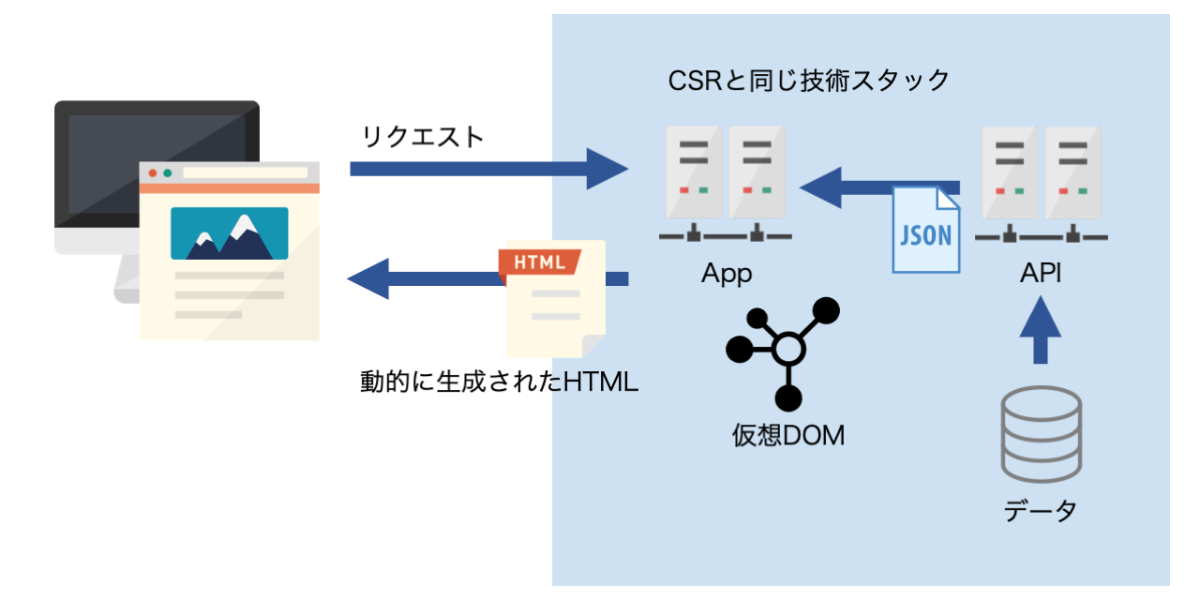 CSRと同じ技術スタック
リクエスト
HTML
JSON
App
API
動的に生成されたHTML
仮想DOM
データ